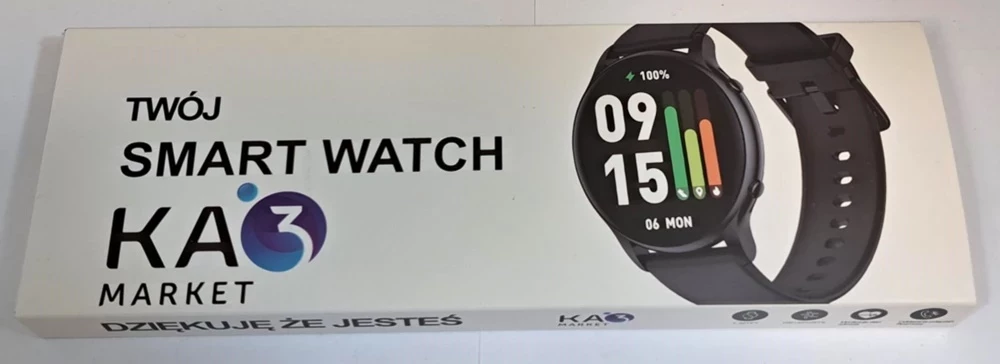 TWÓJ
SMART WATCH
KA3
MARKET
100%
09
15
06 MON
DZIĘKUJĘ ŻE JESTEŚ
KA3
MARKET